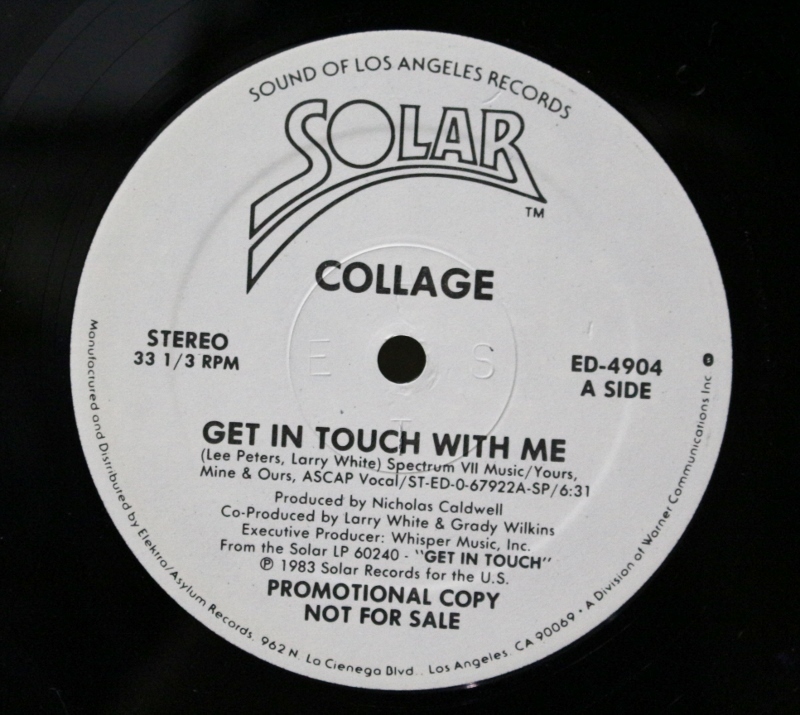 SOUND OF LOS ANGELES RECORDS
SOLAR
TM
COLLAGE
STEREO
33 1/3 RPM
ED-4904
A SIDE
E S
T
GET IN TOUCH WITH ME
(Lee Peters, Larry White) Spectrum VII Music/Yours,
Mine & Ours, ASCAP Vocal/ST-ED-0-67922A-SP/6:31
Produced by Nicholas Caldwell
Co-Produced by Larry White & Grady Wilkins
Executive Producer: Whisper Music, Inc.
From the Solar LP 60240 - "GET IN TOUCH"
℗ 1983 Solar Records for the U.S.
PROMOTIONAL COPY
NOT FOR SALE
Manufactured and Distributed by Elektra/Asylum Records, 962 N. La Cienega Blvd., Los Angeles, CA 90069 • A Division of Warner Communications Inc